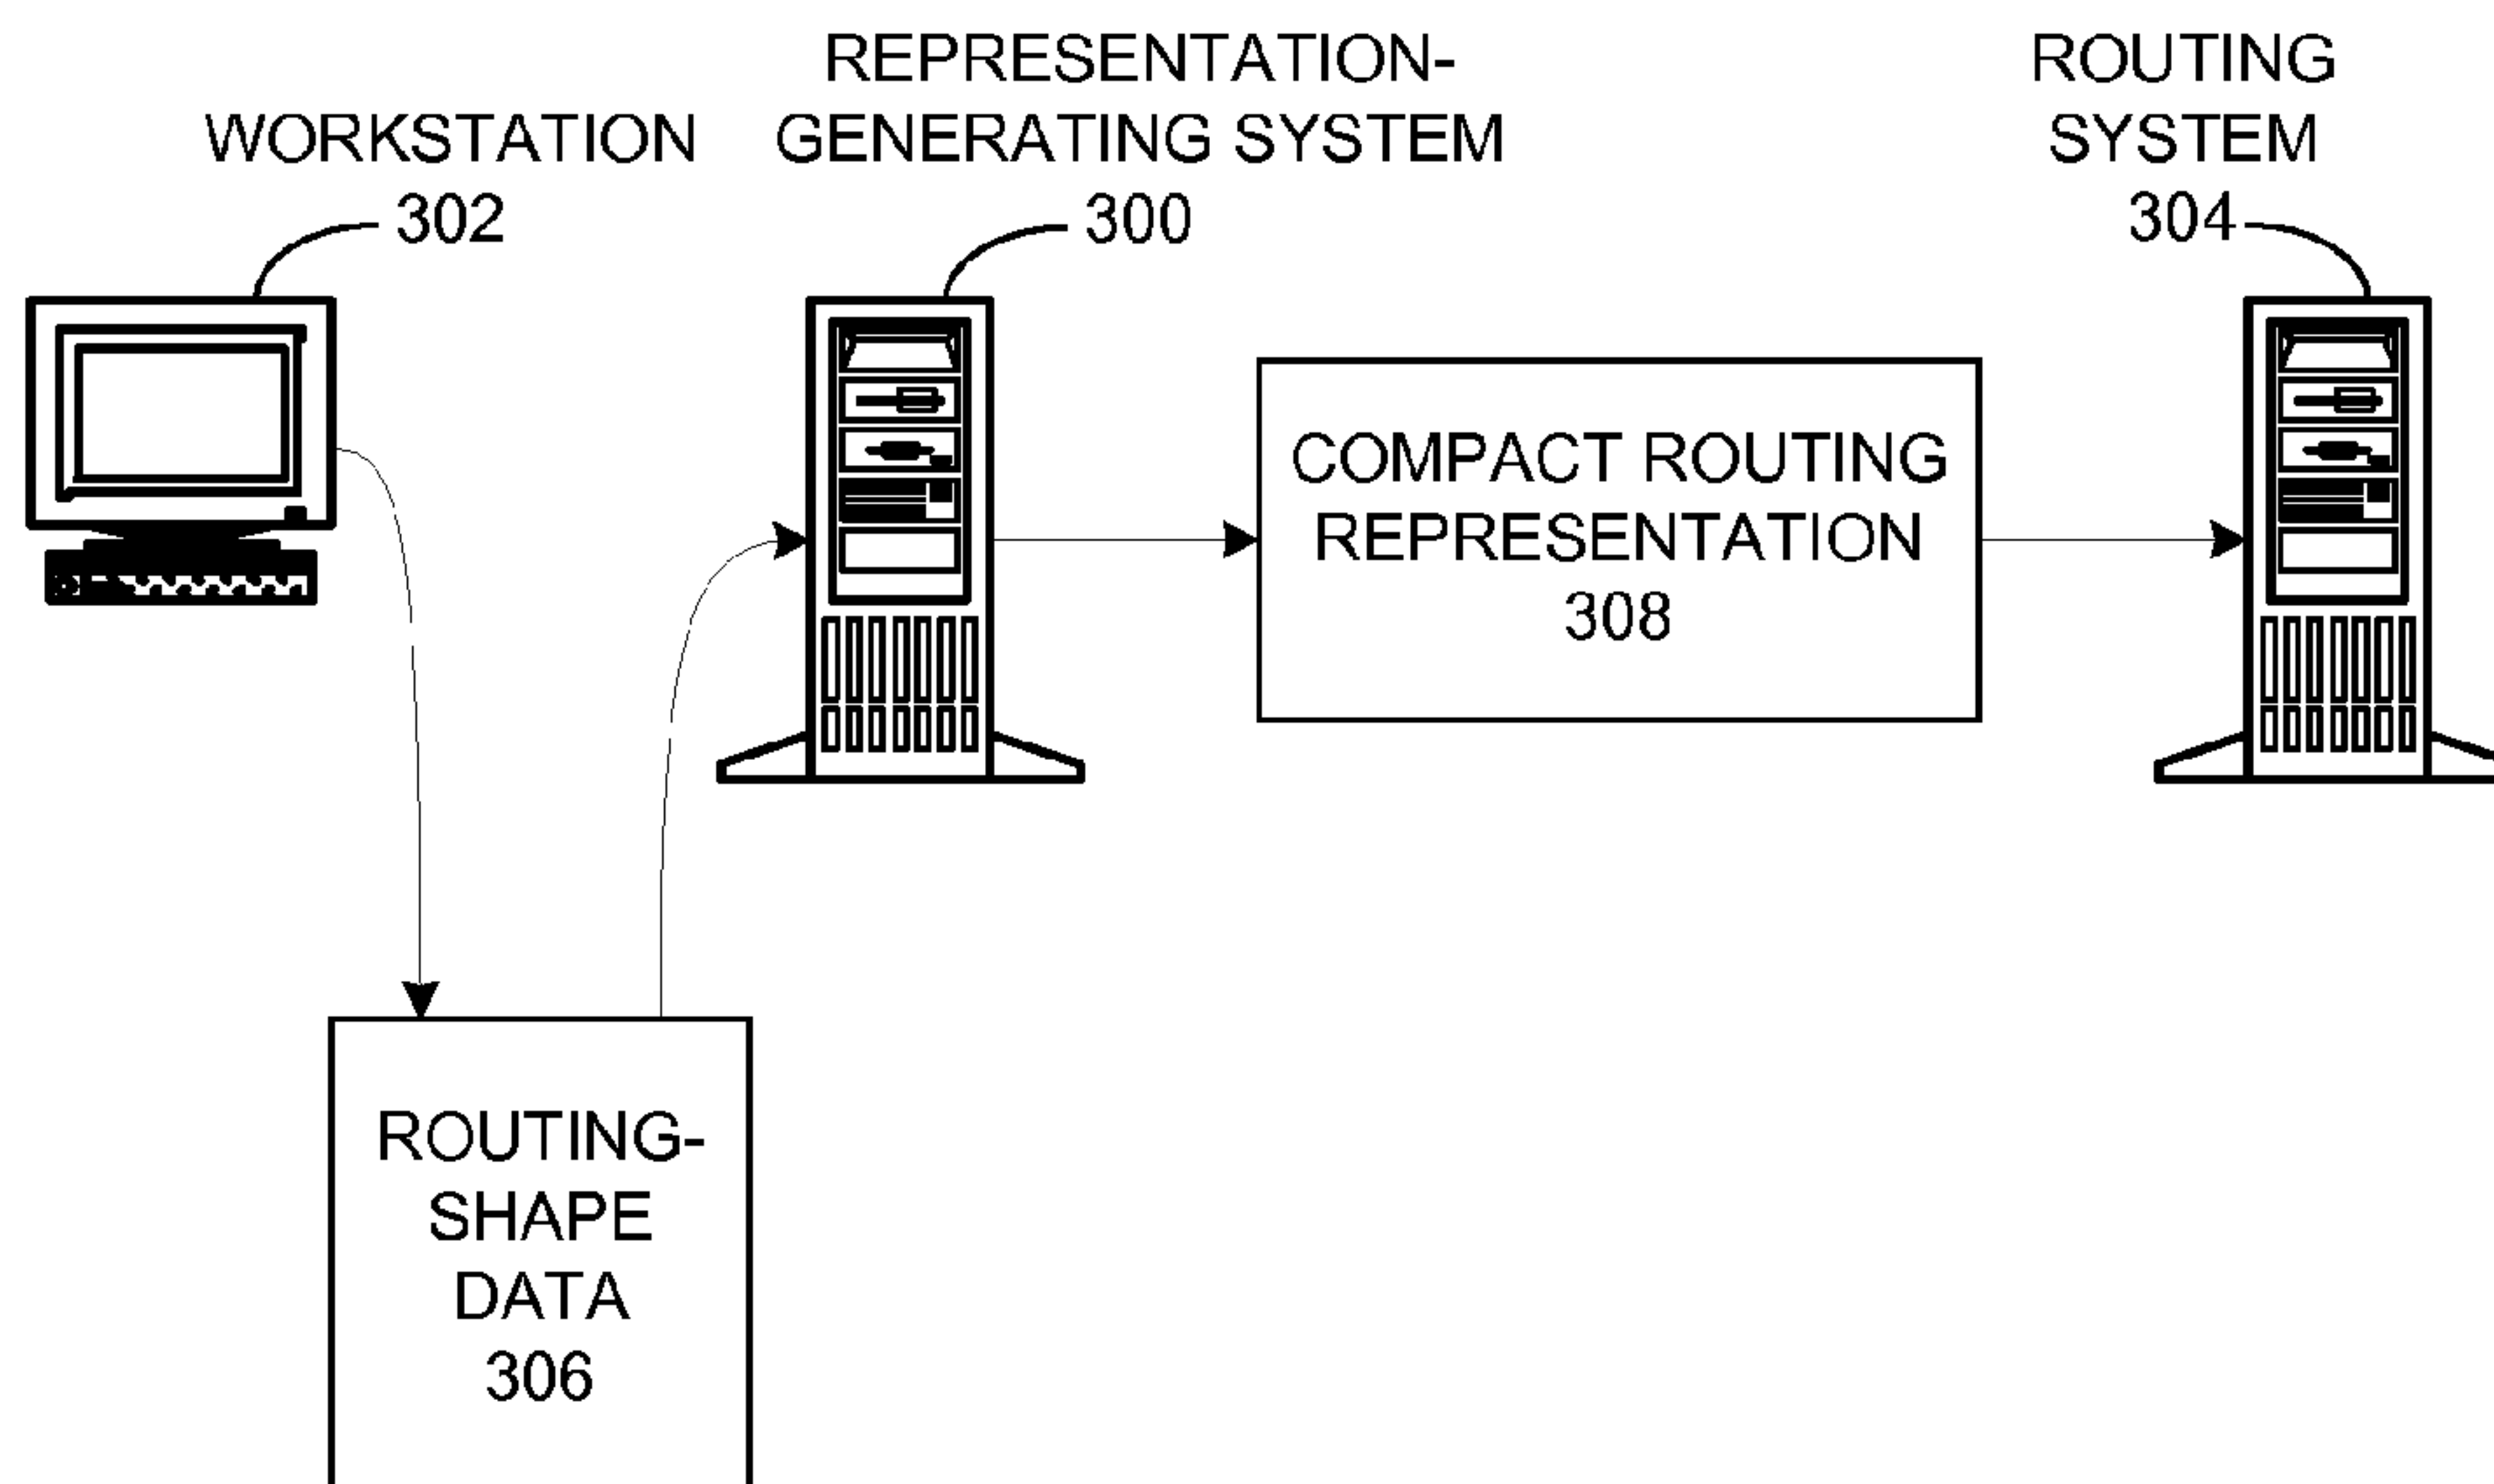 WORKSTATION
302
REPRESENTATION-
GENERATING SYSTEM
300
ROUTING
SYSTEM
304
COMPACT ROUTING
REPRESENTATION
308
ROUTING-
SHAPE
DATA
306